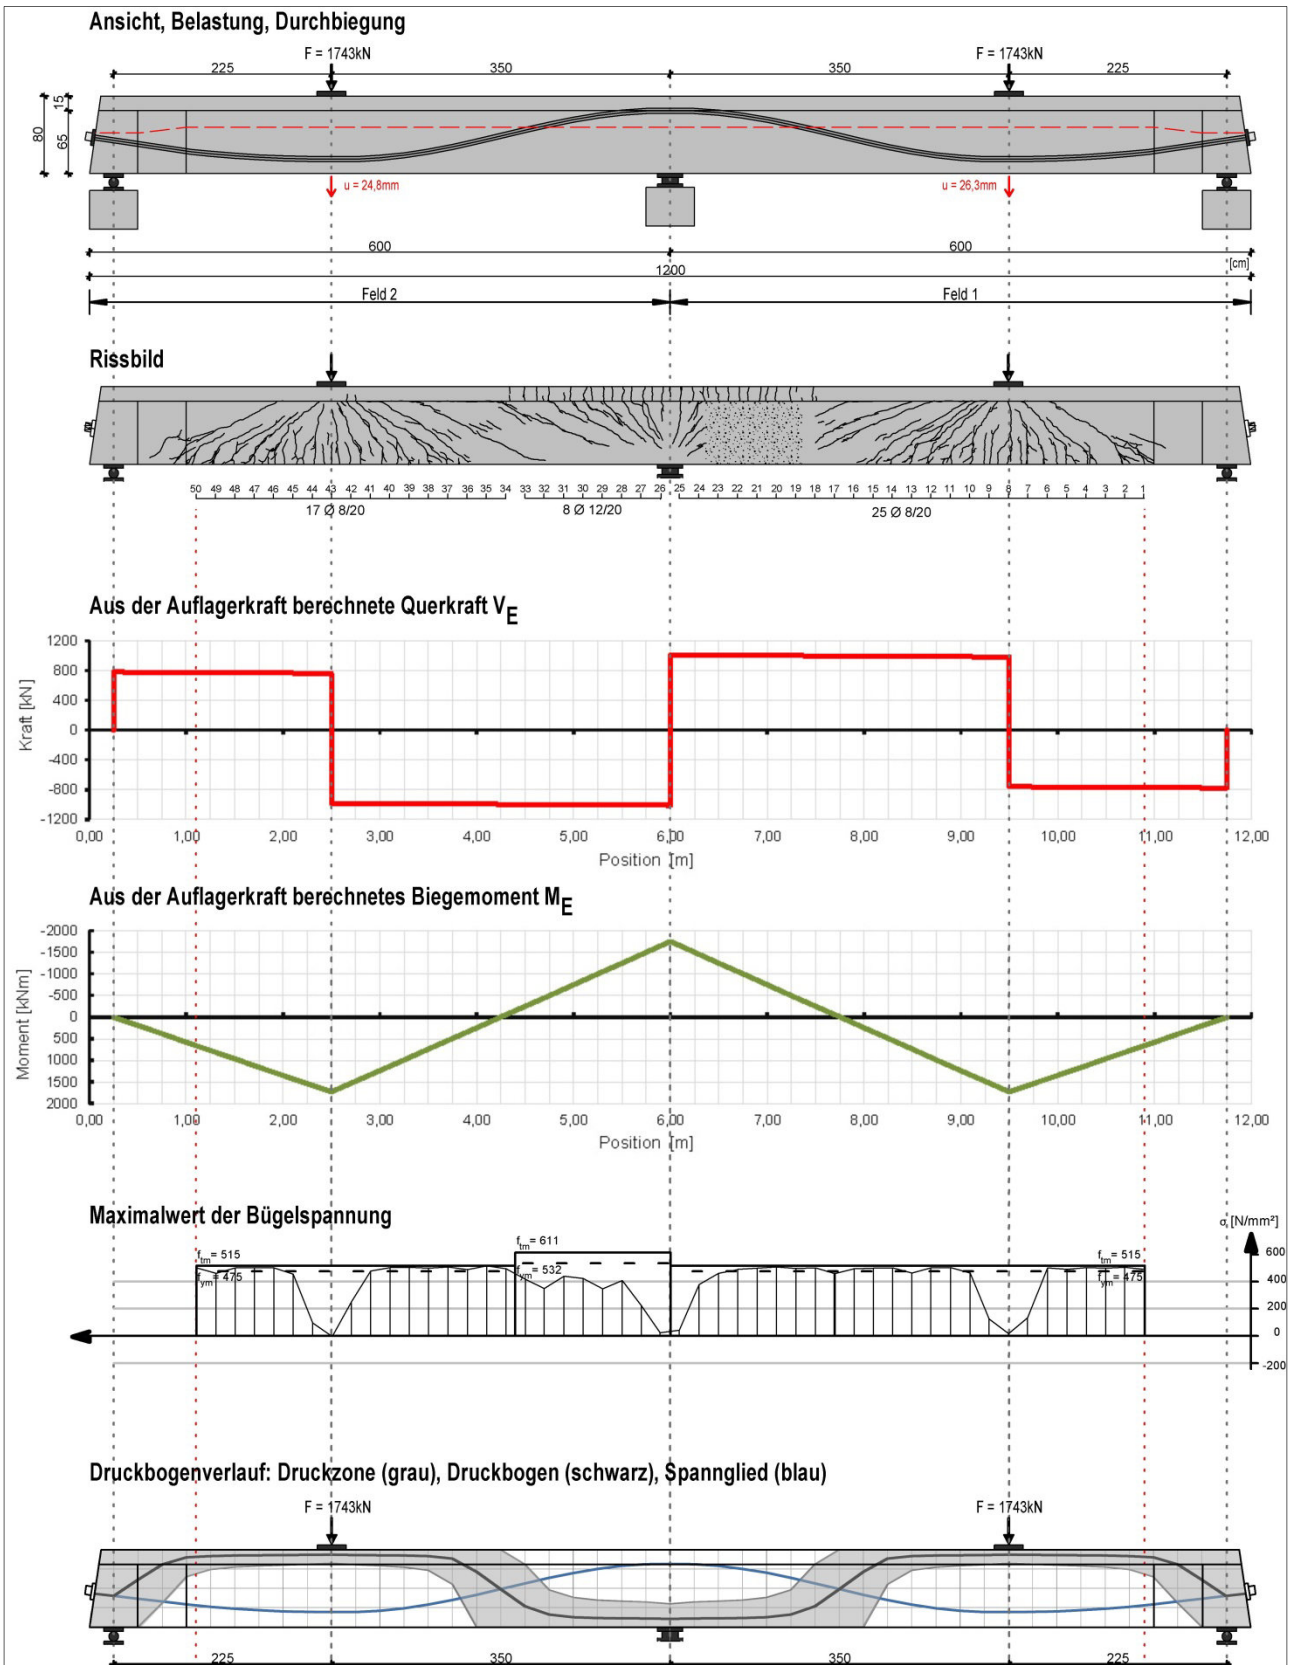 Ansicht, Belastung, Durchbiegung
F = 1743kN F = 1743kN
225 350 350 225
15
80 65
u = 24,8mm u = 26,3mm
600 600
1200 [cm]
Feld 2 Feld 1
Rissbild
50 49 48 47 46 45 44 43 42 41 40 39 38 37 36 35 34 33 32 31 30 29 28 27 26 25 24 23 22 21 20 19 18 17 16 15 14 13 12 11 10 9 8 7 6 5 4 3 2 1
17 Ø 8/20 8 Ø 12/20 25 Ø 8/20
Aus der Auflagerkraft berechnete Querkraft VE
1200
800
400
0
-400
-800
-1200
Kraft [kN]
0,00 1,00 2,00 3,00 4,00 5,00 6,00 7,00 8,00 9,00 10,00 11,00 12,00
Position [m]
Aus der Auflagerkraft berechnetes Biegemoment ME
-2000
-1500
-1000
-500
0
500
1000
1500
2000
Moment [kNm]
0,00 1,00 2,00 3,00 4,00 5,00 6,00 7,00 8,00 9,00 10,00 11,00 12,00
Position [m]
Maximalwert der Bügelspannung
σ [N/mm²]
ftm = 515 ftm = 611 ftm = 515
fym = 475 fym = 532 fym = 475
600
400
200
0
-200
Druckbogenverlauf: Druckzone (grau), Druckbogen (schwarz), Spannglied (blau)
F = 1743kN F = 1743kN
225 350 350 225